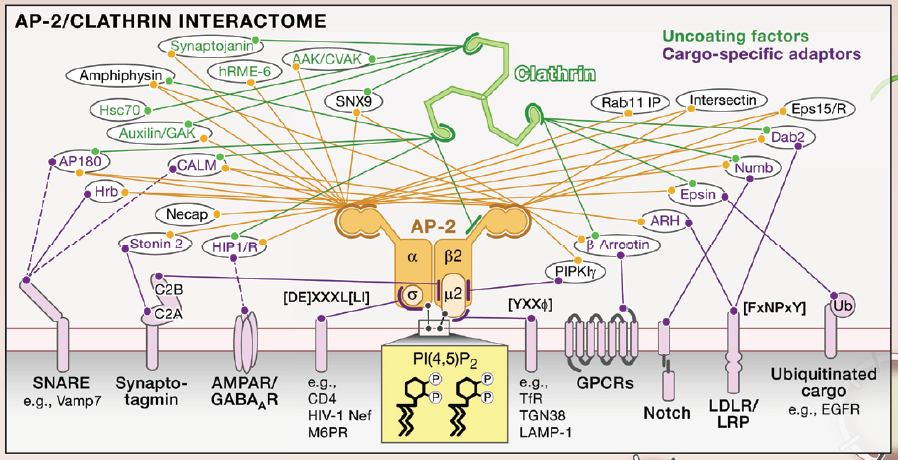 AP-2/CLATHRIN INTERACTOME
Uncoating factors
Cargo-specific adaptors
Synaptojanin
AAK/CVAK
hRME-6
Amphiphysin
Clathrin
SNX9
Rab11 IP
Intersectin
Eps15/R
Hsc70
Auxilin/GAK
Dab2
AP180
CALM
Numb
Hrb
Epsin
Necap
AP-2
ARH
Stonin 2
HIP1/R
β Arrestin
α
β2
PIPKIγ
C2B
C2A
[DE]XXXL[LI]
σ
μ2
[YXXϕ]
[FxNPxY]
Ub
PI(4,5)P2
P
P
P
P
SNARE
e.g., Vamp7
Synapto-
tagmin
AMPAR/
GABAAR
e.g.,
CD4
HIV-1 Nef
M6PR
e.g.,
TfR
TGN38
LAMP-1
GPCRs
Notch
LDLR/
LRP
Ubiquitinated
cargo
e.g., EGFR